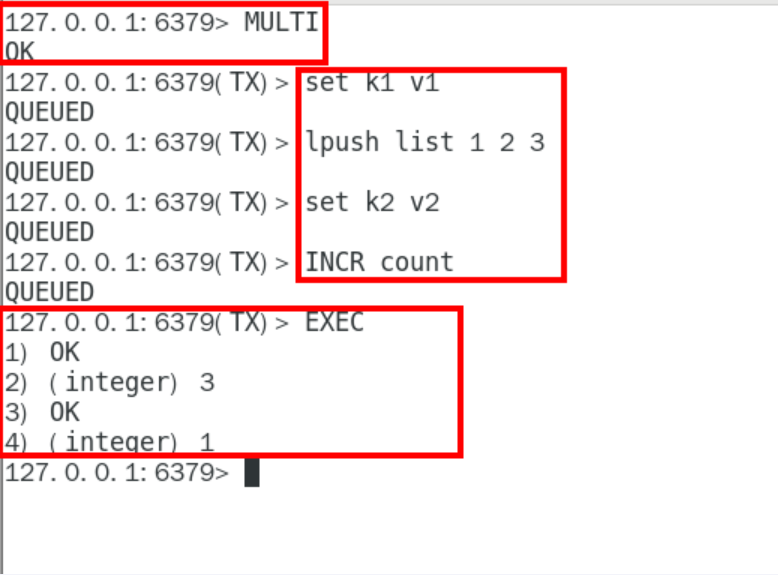 127.0.0.1:6379> MULTI
OK
127.0.0.1:6379(TX)> set k1 v1
QUEUED
127.0.0.1:6379(TX)> lpush list 1 2 3
QUEUED
127.0.0.1:6379(TX)> set k2 v2
QUEUED
127.0.0.1:6379(TX)> INCR count
QUEUED
127.0.0.1:6379(TX)> EXEC
1) OK
2) (integer) 3
3) OK
4) (integer) 1
127.0.0.1:6379>